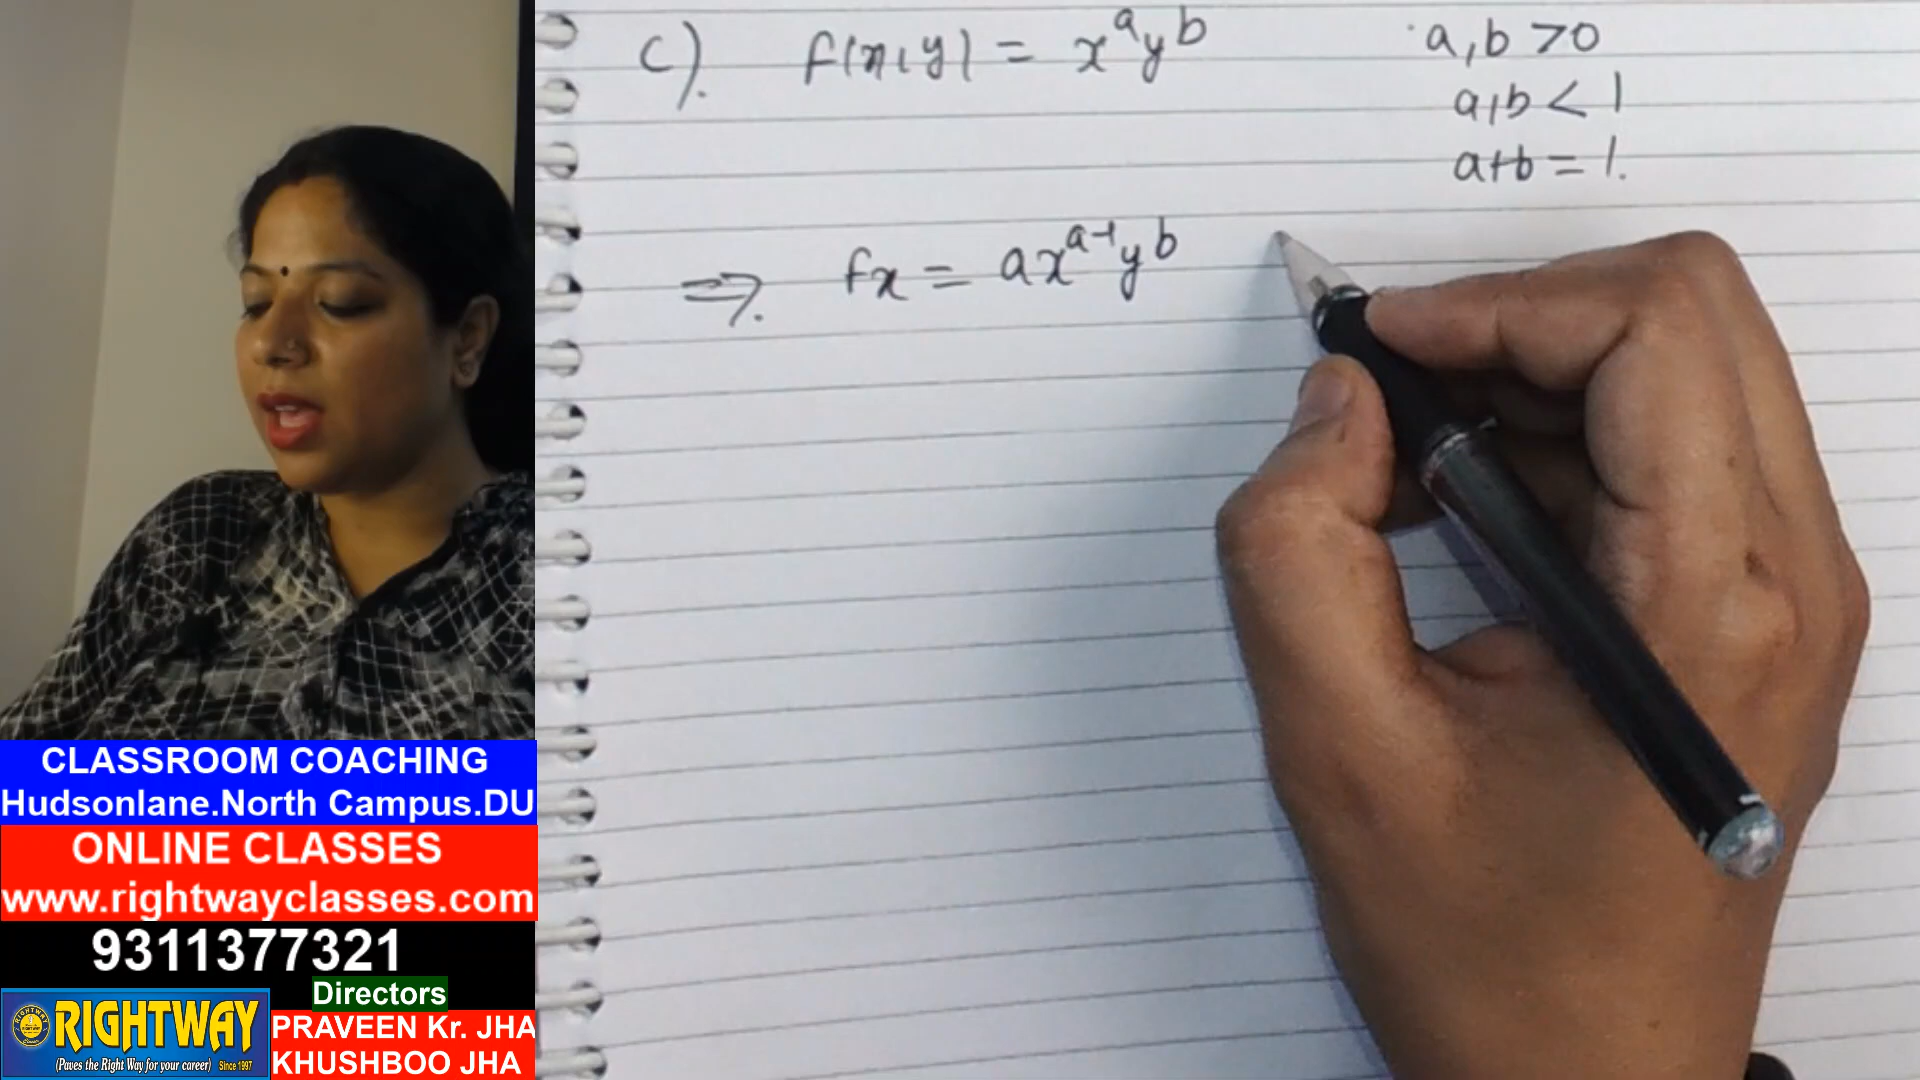 c). f(x,y) = x^a y^b
a,b >0
a,b < 1
a+b = 1.
⇒. fx = ax^{a-1}y^b
CLASSROOM COACHING
Hudsonlane.North Campus.DU
ONLINE CLASSES
www.rightwayclasses.com
9311377321
Directors
RIGHTWAY
(Paves the Right Way for your career) Since 1997
PRAVEEN Kr. JHA
KHUSHBOO JHA